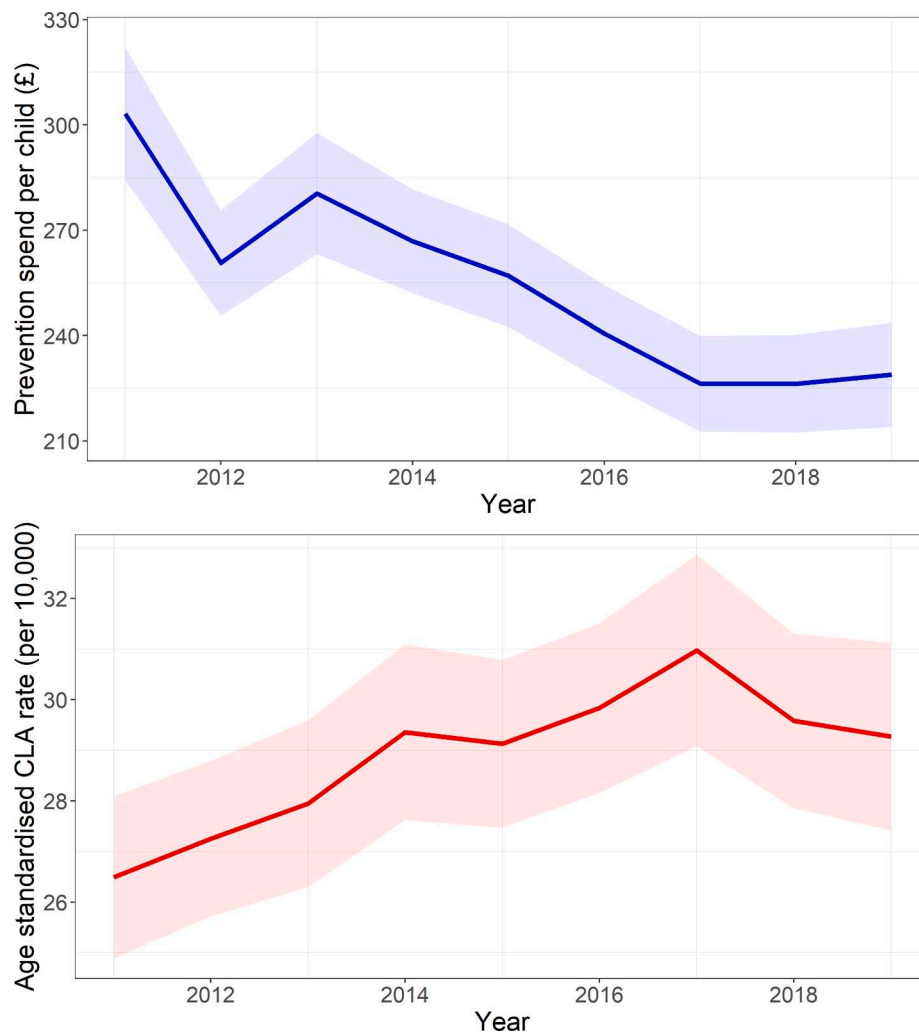 Prevention spend per child (£)
330
300
270
240
210
2012 2014 2016 2018
Year
Age standardised CLA rate (per 10,000)
32
30
28
26
2012 2014 2016 2018
Year